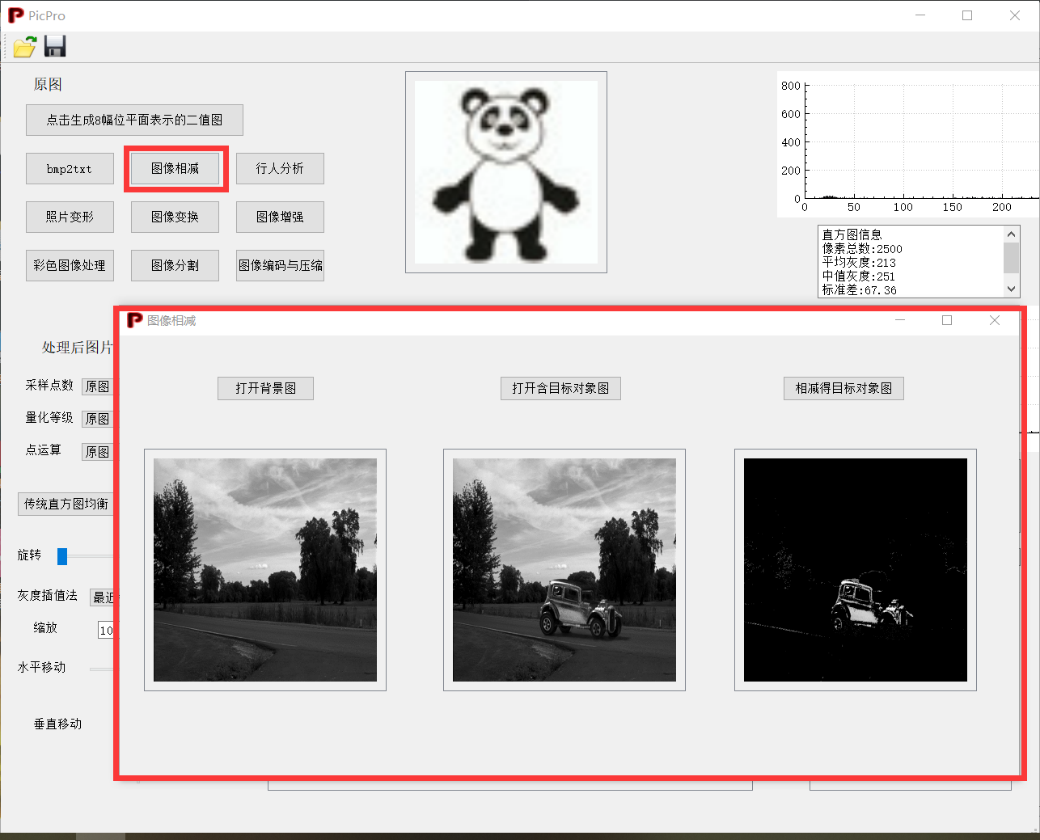 PicPro
原图
点击生成8幅位平面表示的二值图
bmp2txt
图像相减
行人分析
照片变形
图像变换
图像增强
彩色图像处理
图像分割
图像编码与压缩
800
600
400
200
0
0 50 100 150 200
直方图信息
像素总数:2500
平均灰度:213
中值灰度:251
标准差:67.36
处理后图片
采样点数 原图
量化等级 原图
点运算 原图
传统直方图均衡
旋转
灰度插值法 最近
缩放 10
水平移动
垂直移动
图像相减
打开背景图
打开含目标对象图
相减得目标对象图